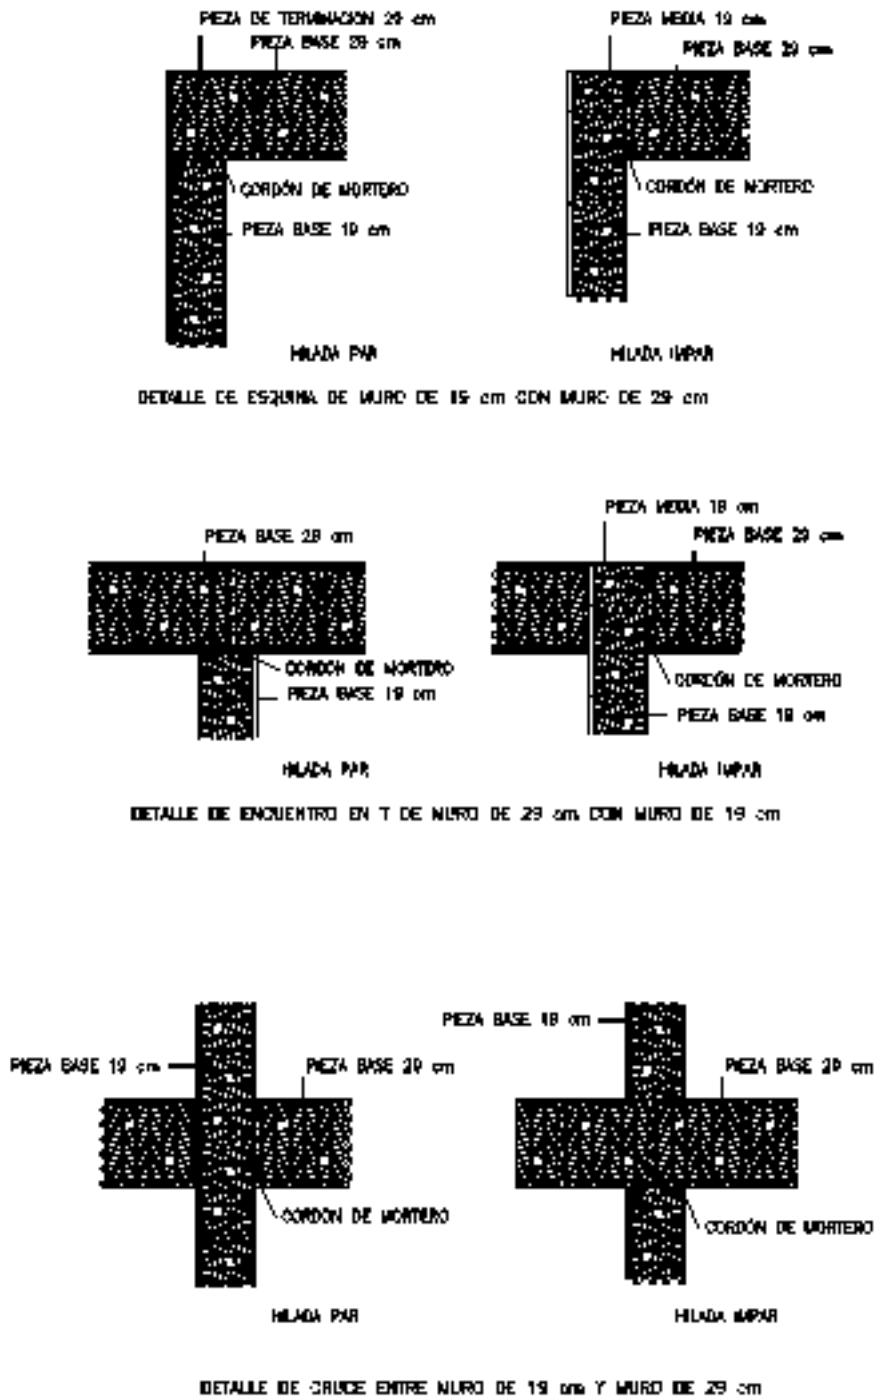 PIEZA DE TERMINACION 29 cm
PIEZA BASE 29 cm
PIEZA MEDIA 19 cm
PIEZA BASE 29 cm
CORDÓN DE MORTERO
PIEZA BASE 19 cm
CORDÓN DE MORTERO
PIEZA BASE 19 cm
HILADA PAR
HILADA IMPAR
DETALLE DE ESQUINA DE MURO DE 19 cm CON MURO DE 29 cm
PIEZA BASE 29 cm
PIEZA MEDIA 19 cm
PIEZA BASE 29 cm
CORDON DE MORTERO
PIEZA BASE 19 cm
CORDÓN DE MORTERO
PIEZA BASE 19 cm
HILADA PAR
HILADA IMPAR
DETALLE DE ENCUENTRO EN T DE MURO DE 29 cm CON MURO DE 19 cm
PIEZA BASE 19 cm
PIEZA BASE 29 cm
CORDON DE MORTERO
PIEZA BASE 19 cm
PIEZA BASE 29 cm
CORDÓN DE MORTERO
HILADA PAR
HILADA IMPAR
DETALLE DE CRUCE ENTRE MURO DE 19 cm Y MURO DE 29 cm